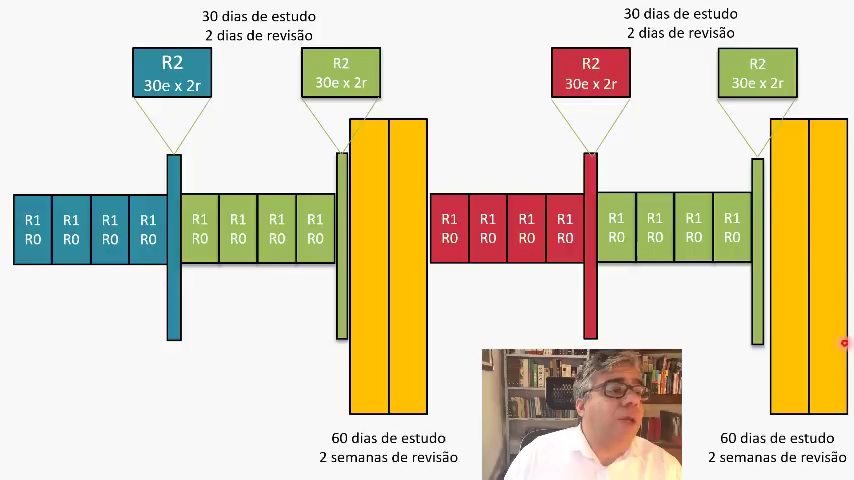 30 dias de estudo
2 dias de revisão
30 dias de estudo
2 dias de revisão
R2
30e x 2r
R2
30e x 2r
R2
30e x 2r
R2
30e x 2r
R1 R1 R1 R1 R1 R1 R1 R1 R1 R1 R1 R1 R1 R1 R1 R1
R0 R0 R0 R0 R0 R0 R0 R0 R0 R0 R0 R0 R0 R0 R0 R0
60 dias de estudo
2 semanas de revisão
60 dias de estudo
2 semanas de revisão